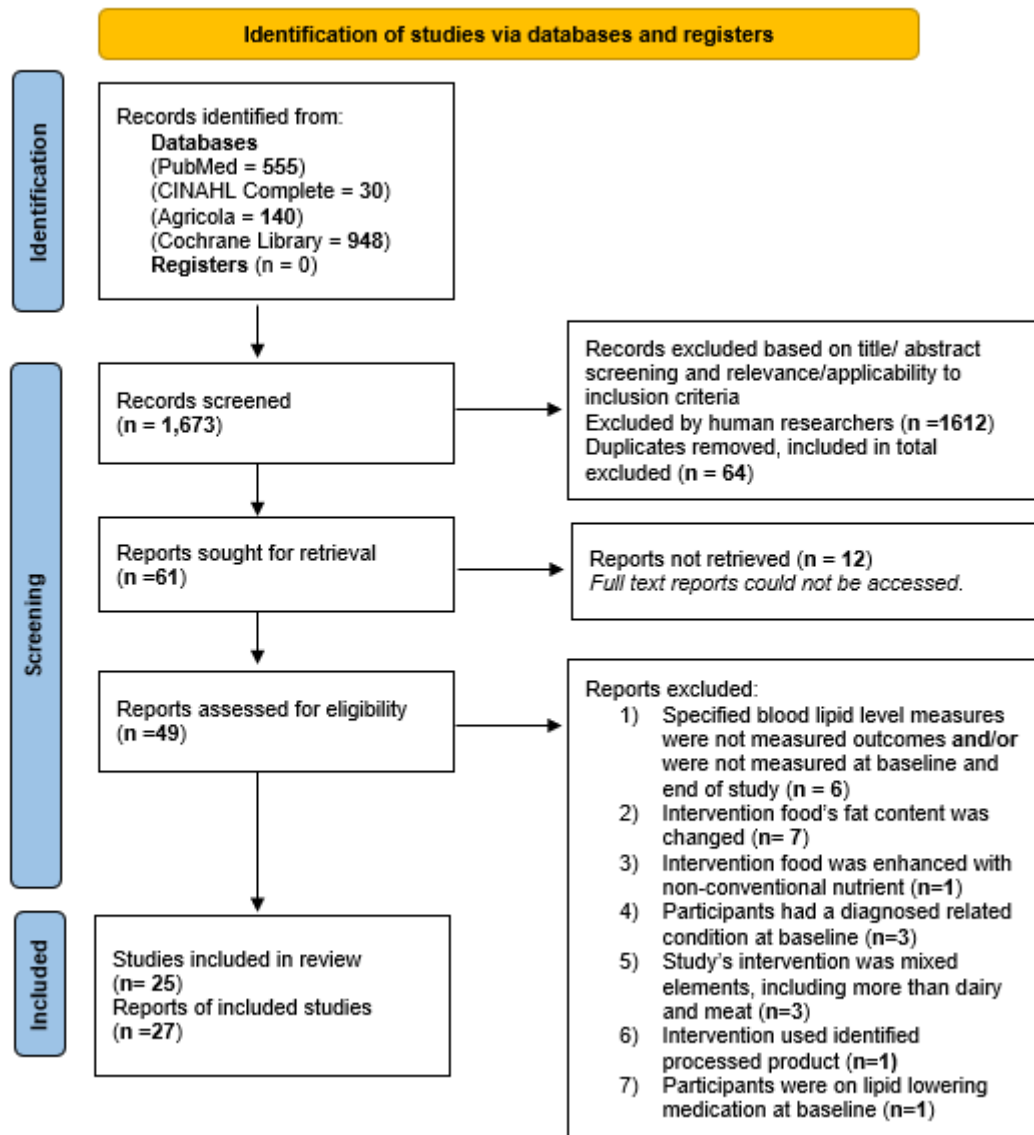 Identification of studies via databases and registers
Identification
Records identified from:
Databases
(PubMed = 555)
(CINAHL Complete = 30)
(Agricola = 140)
(Cochrane Library = 948)
Registers (n = 0)
Screening
Records screened
(n = 1,673)
Records excluded based on title/ abstract
screening and relevance/applicability to
inclusion criteria
Excluded by human researchers (n =1612)
Duplicates removed, included in total
excluded (n = 64)
Reports sought for retrieval
(n =61)
Reports not retrieved (n = 12)
Full text reports could not be accessed.
Reports assessed for eligibility
(n =49)
Reports excluded:
1) Specified blood lipid level measures
were not measured outcomes and/or
were not measured at baseline and
end of study (n = 6)
2) Intervention food's fat content was
changed (n= 7)
3) Intervention food was enhanced with
non-conventional nutrient (n=1)
4) Participants had a diagnosed related
condition at baseline (n=3)
5) Study's intervention was mixed
elements, including more than dairy
and meat (n=3)
6) Intervention used identified
processed product (n=1)
7) Participants were on lipid lowering
medication at baseline (n=1)
Included
Studies included in review
(n= 25)
Reports of included studies
(n =27)